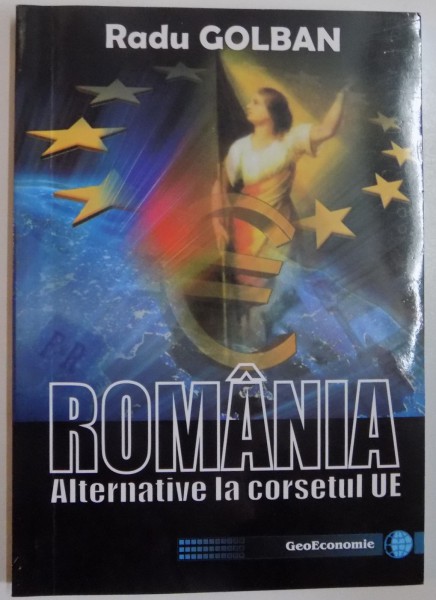 Radu GOLBAN
€
ROMÂNIA
Alternative la corsetul UE
GeoEconomie